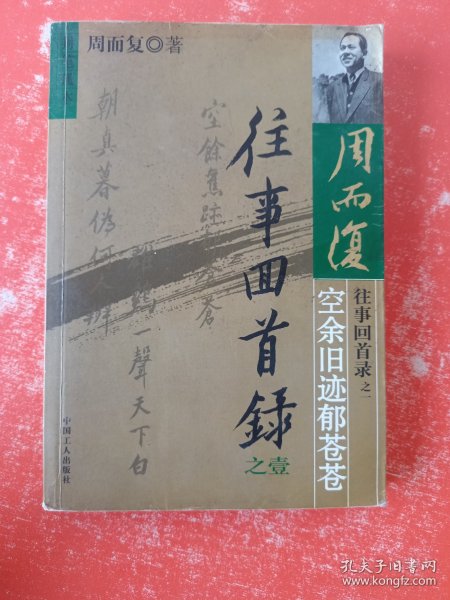 周而复◎著
往事回首録
之壹
周而復
往事回首录之一
空余旧迹郁苍苍
空餘舊跡鬱蒼蒼
朝真暮偽何人辨
一聲天下白
中国工人出版社
孔夫子旧书网
www.kongfz.com